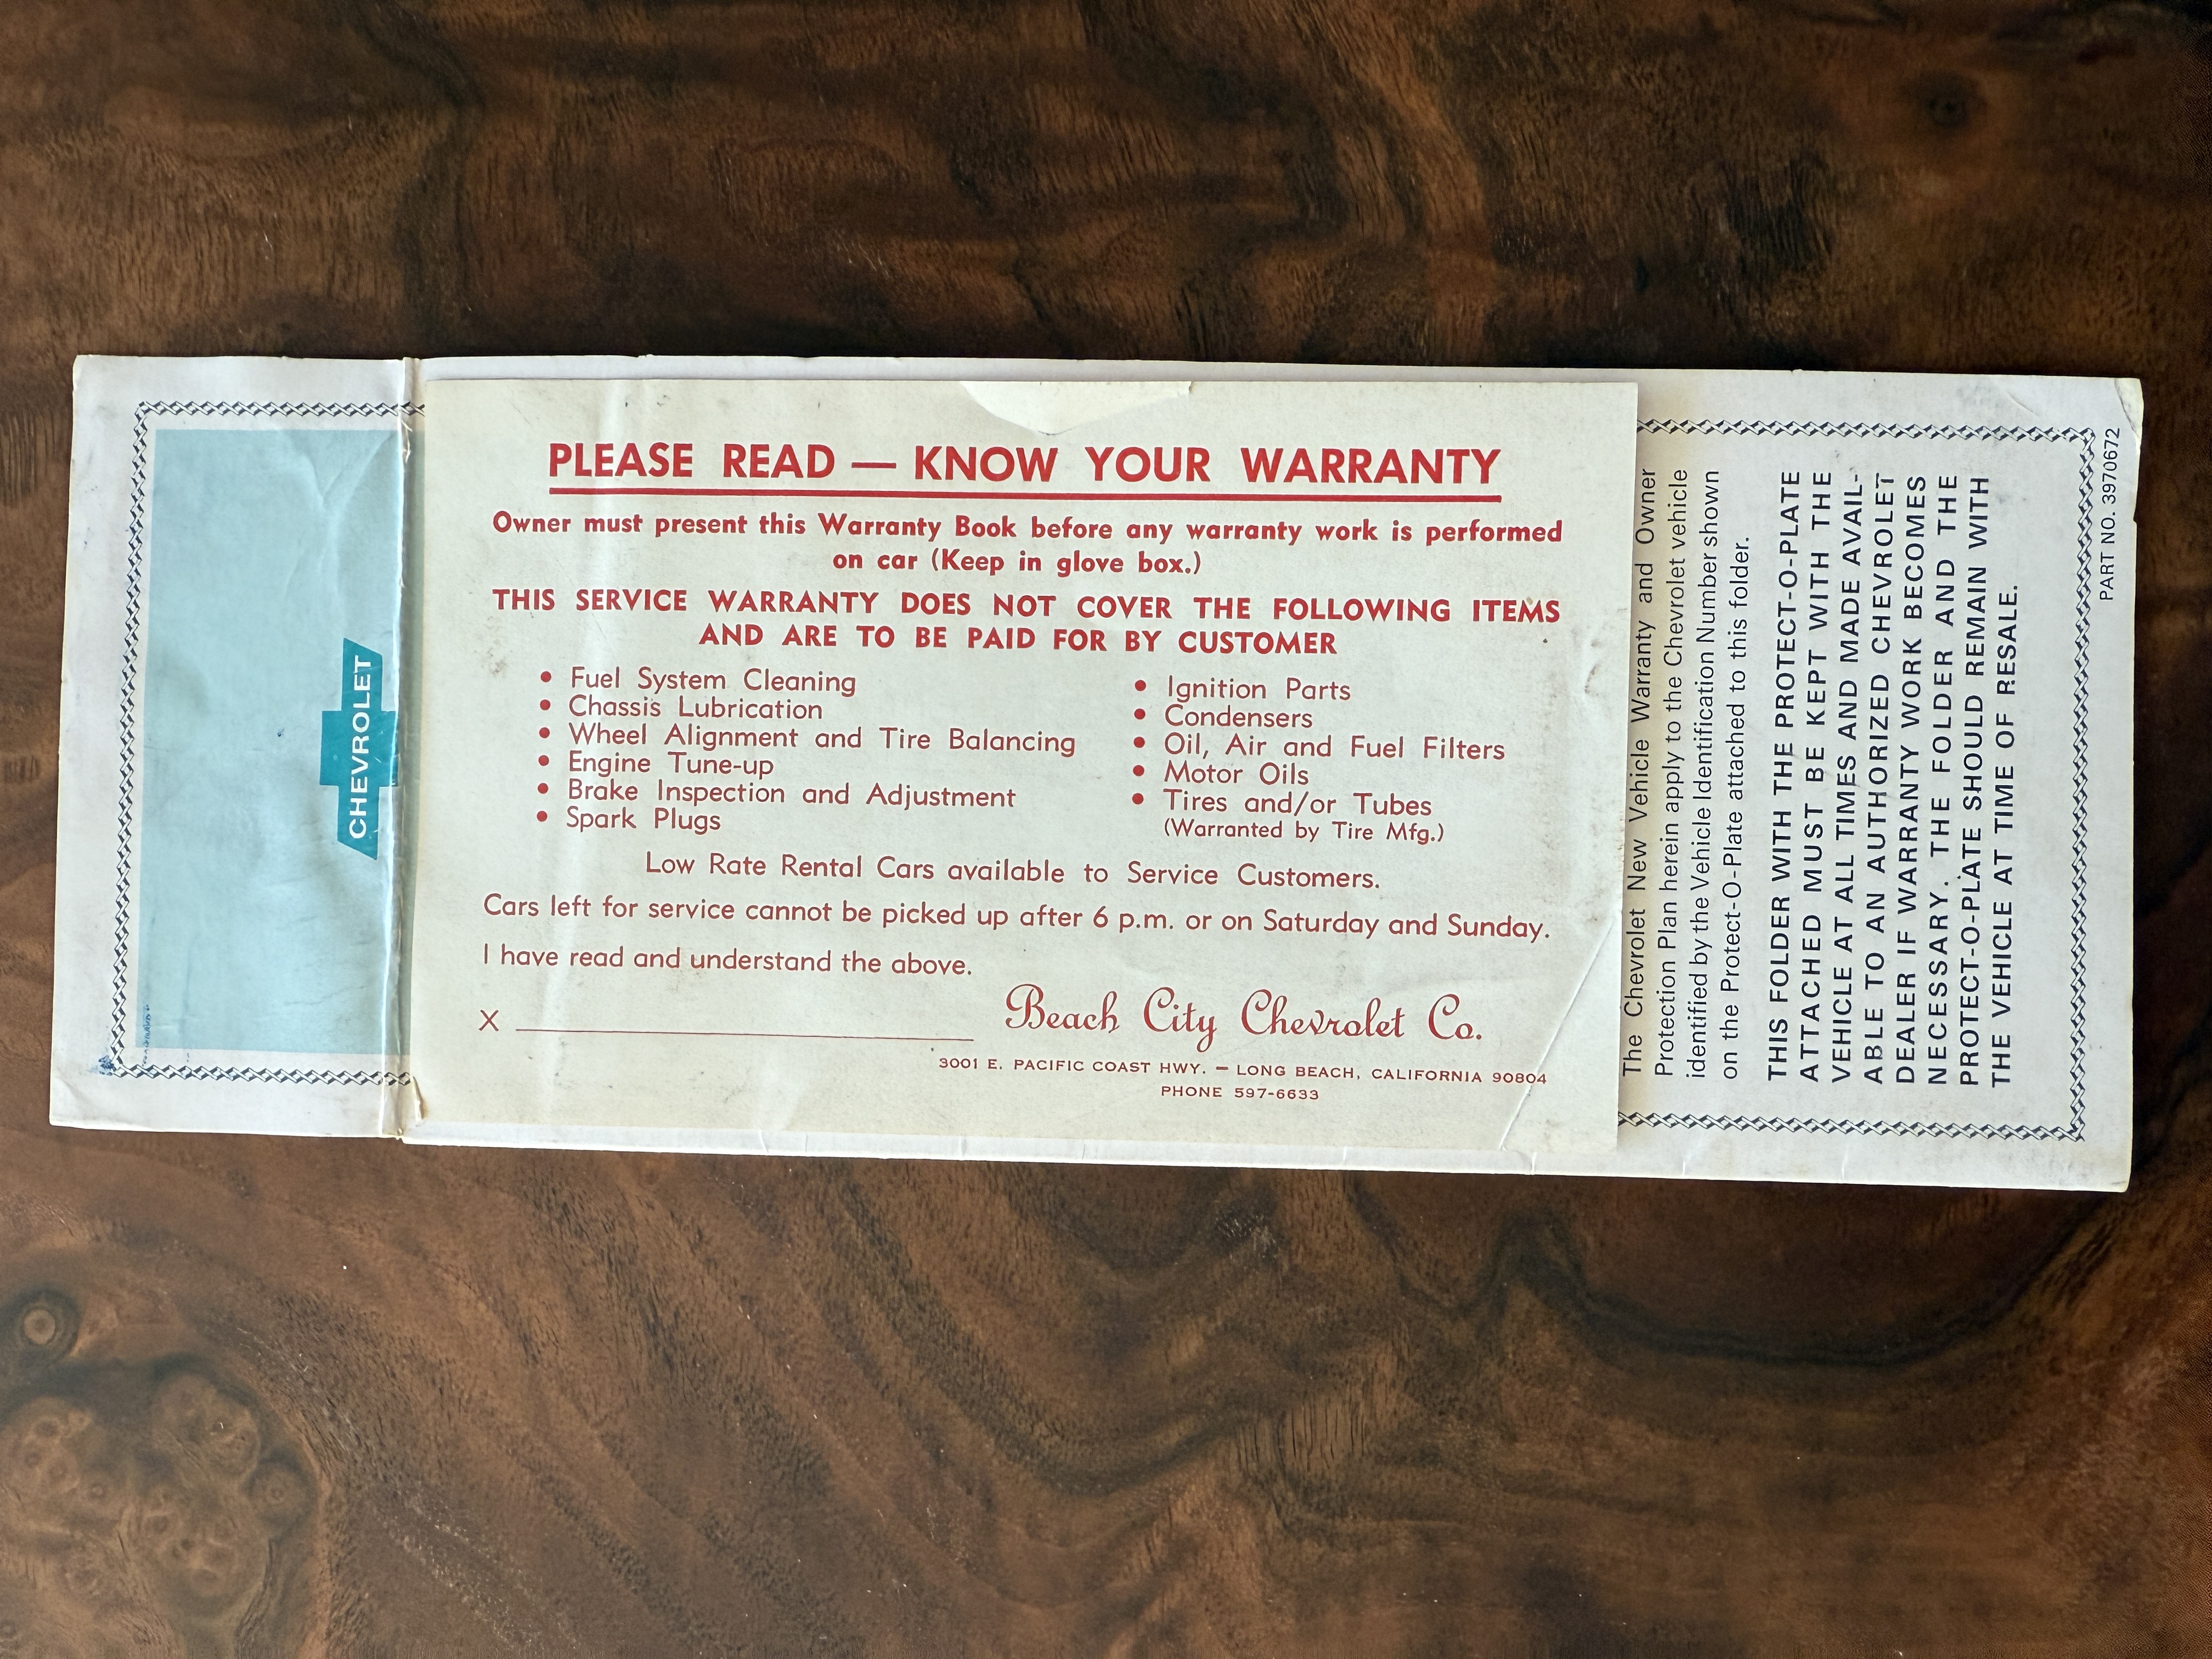 CHEVROLET
PLEASE READ — KNOW YOUR WARRANTY
Owner must present this Warranty Book before any warranty work is performed
on car (Keep in glove box.)
THIS SERVICE WARRANTY DOES NOT COVER THE FOLLOWING ITEMS
AND ARE TO BE PAID FOR BY CUSTOMER
• Fuel System Cleaning
• Chassis Lubrication
• Wheel Alignment and Tire Balancing
• Engine Tune-up
• Brake Inspection and Adjustment
• Spark Plugs
• Ignition Parts
• Condensers
• Oil, Air and Fuel Filters
• Motor Oils
• Tires and/or Tubes
(Warranted by Tire Mfg.)
Low Rate Rental Cars available to Service Customers.
Cars left for service cannot be picked up after 6 p.m. or on Saturday and Sunday.
I have read and understand the above.
X
Beach City Chevrolet Co.
3001 E. PACIFIC COAST HWY. — LONG BEACH, CALIFORNIA 90804
PHONE 597-6633
The Chevrolet New Vehicle Warranty and Owner
Protection Plan herein apply to the Chevrolet vehicle
identified by the Vehicle Identification Number shown
on the Protect-O-Plate attached to this folder.
THIS FOLDER WITH THE PROTECT-O-PLATE
ATTACHED MUST BE KEPT WITH THE
VEHICLE AT ALL TIMES AND MADE AVAIL-
ABLE TO AN AUTHORIZED CHEVROLET
DEALER IF WARRANTY WORK BECOMES
NECESSARY. THE FOLDER AND THE
PROTECT-O-PLATE SHOULD REMAIN WITH
THE VEHICLE AT TIME OF RESALE.
PART NO. 3970672